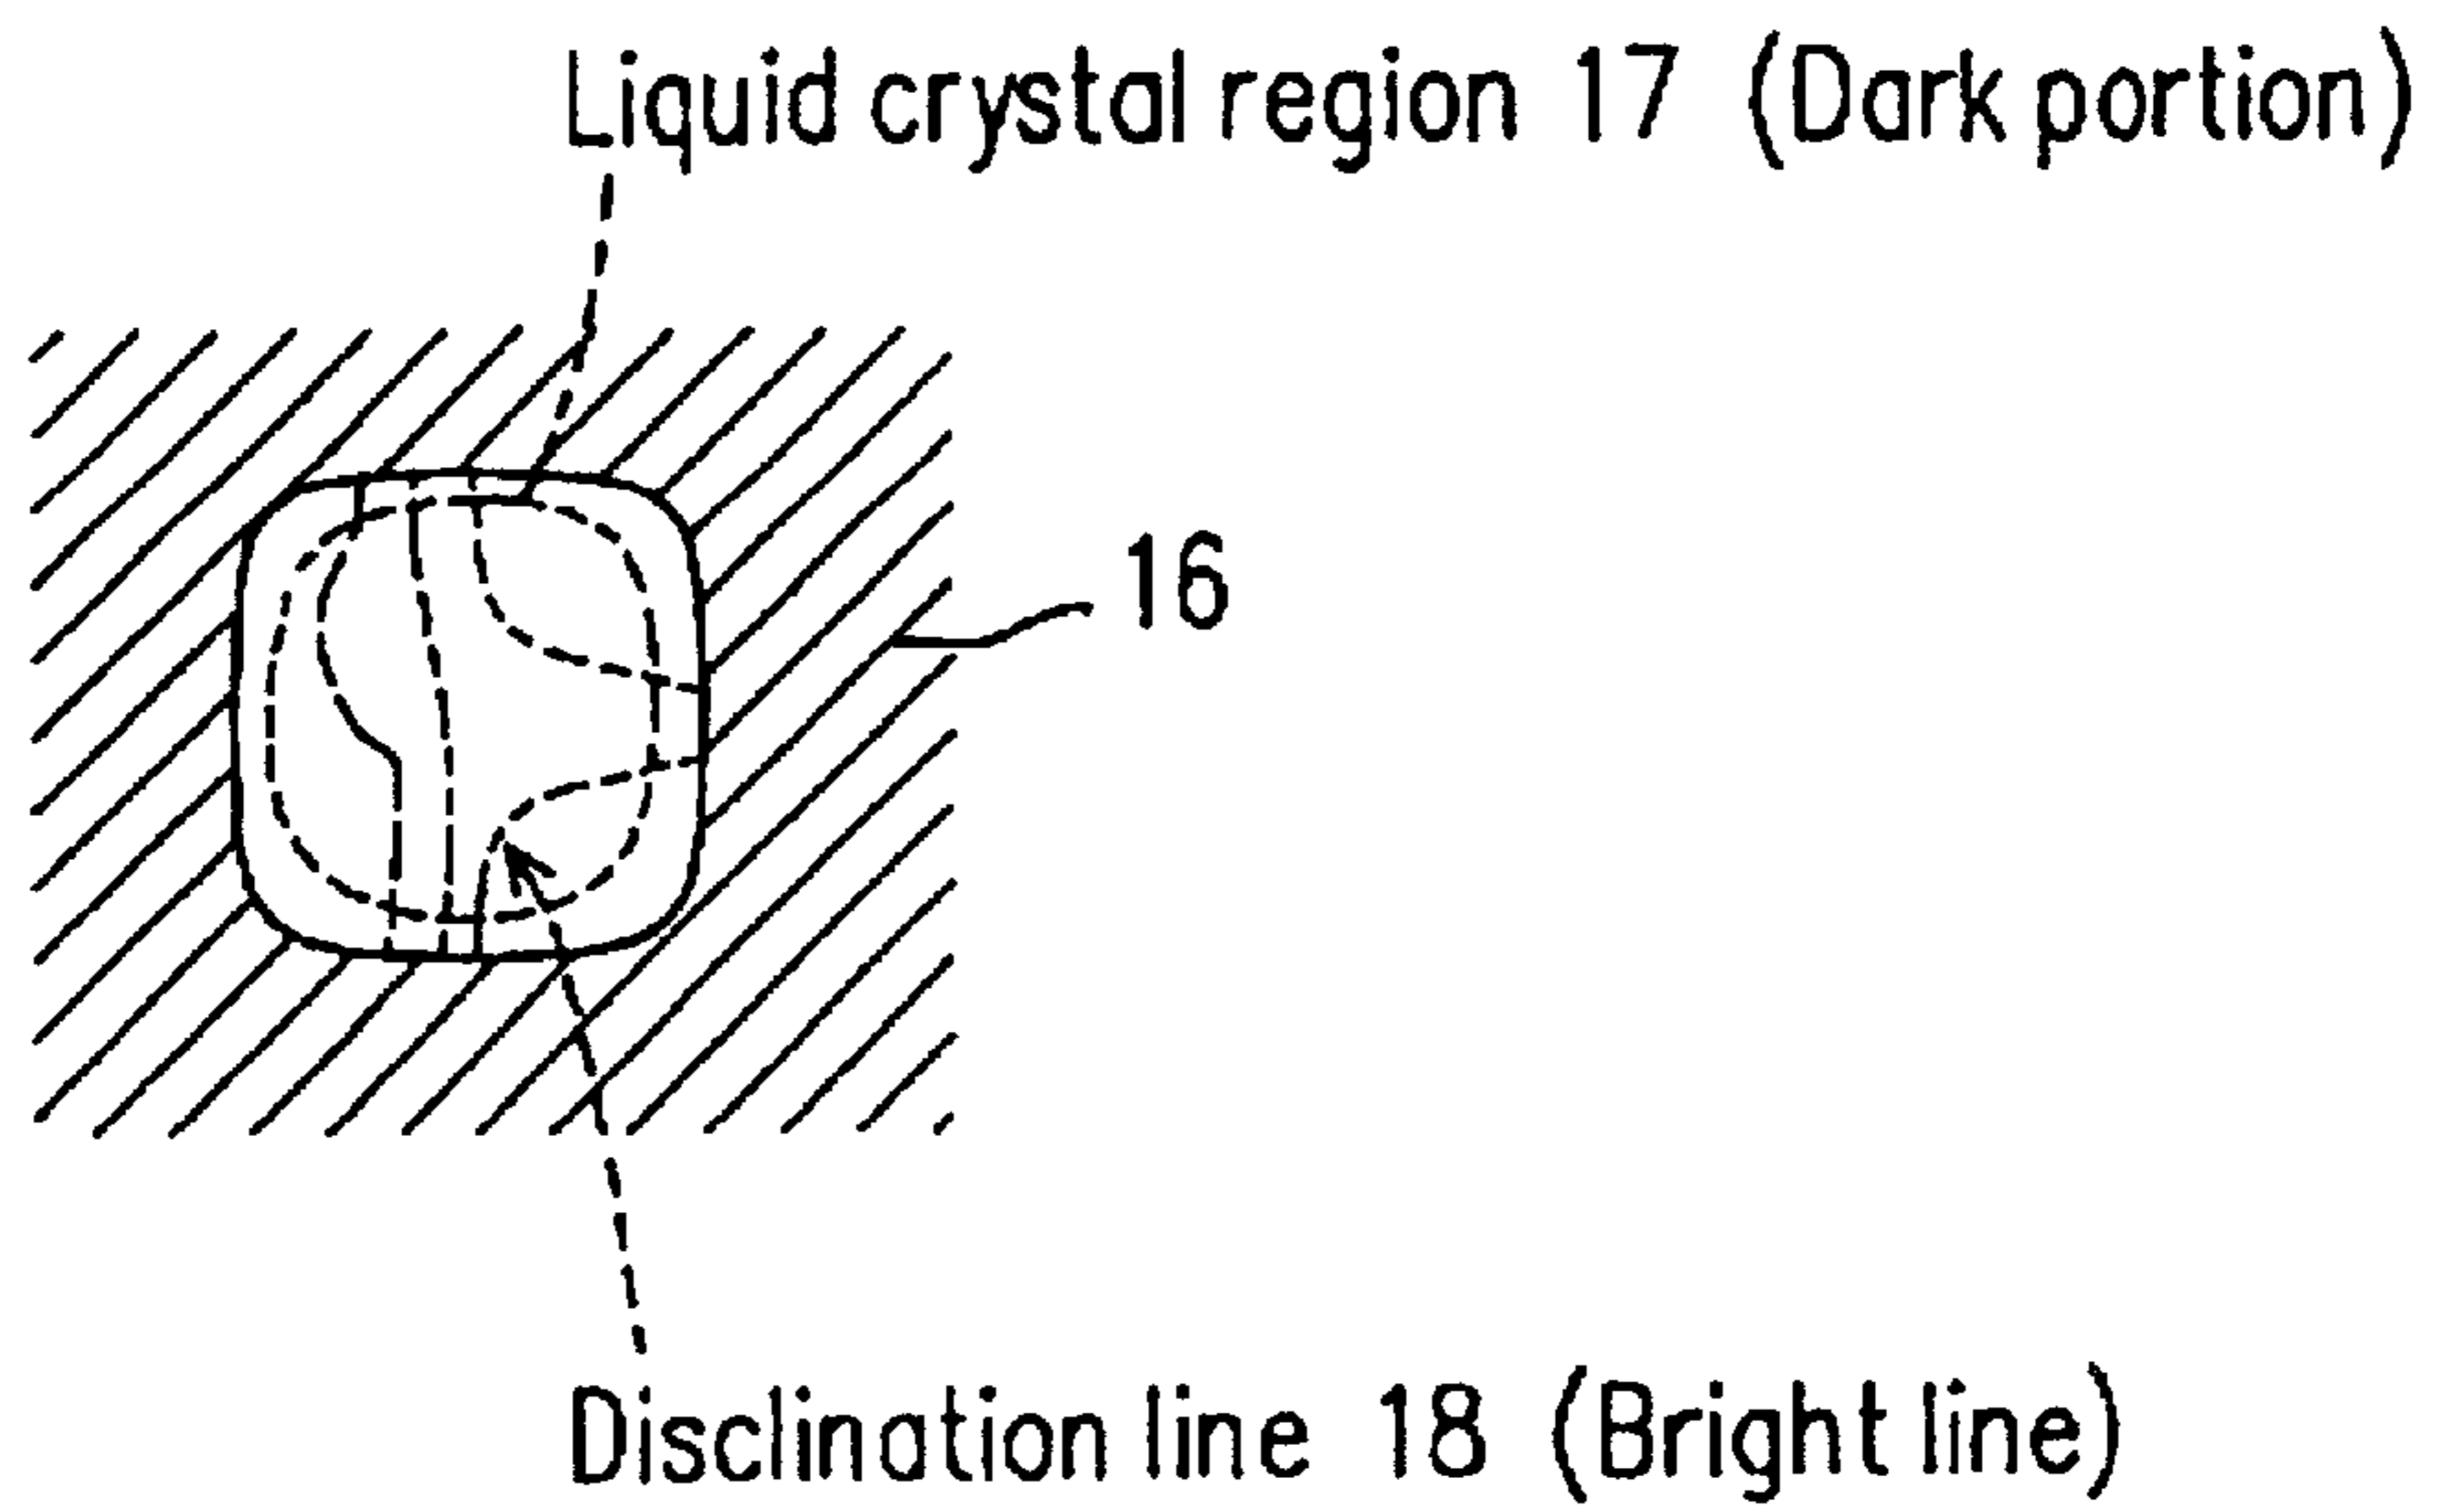 Liquid crystal region 17 (Dark portion)
16
Disclination line 18 (Bright line)